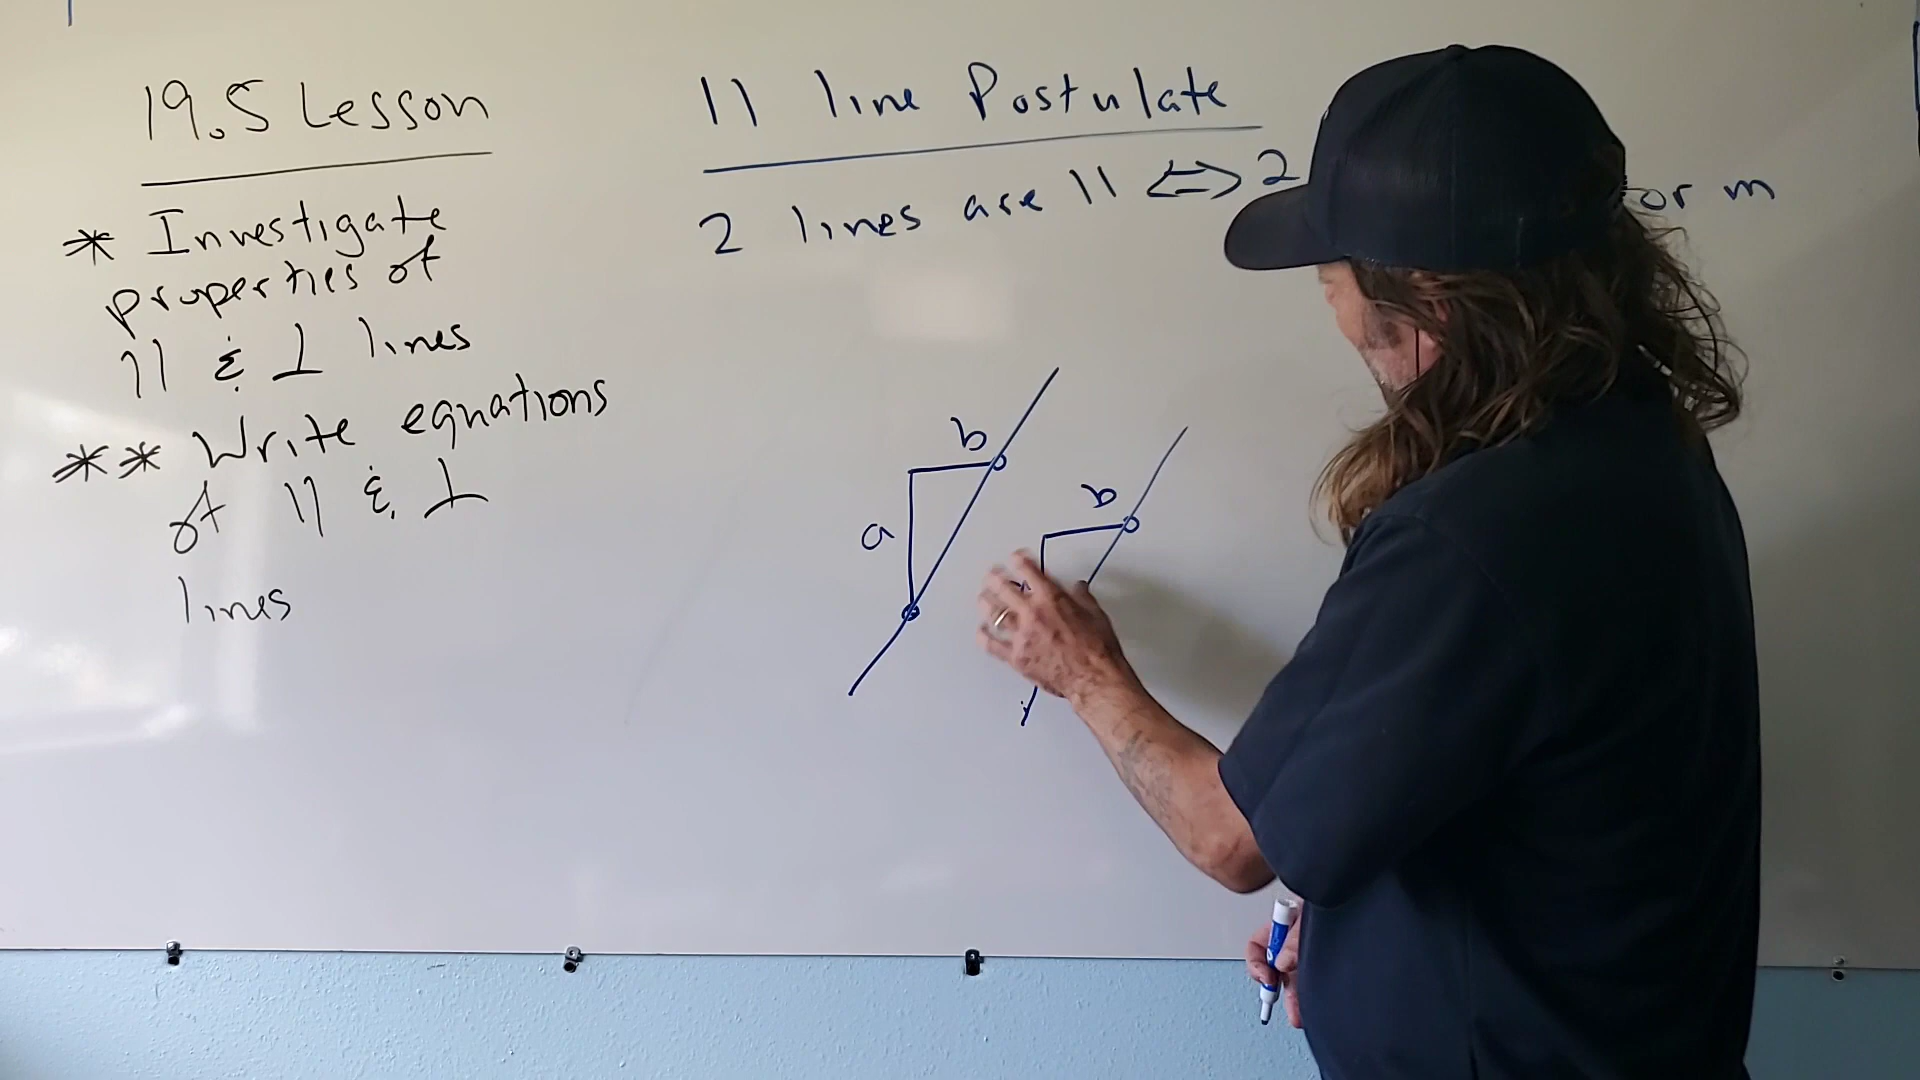 19.5 Lesson
* Investigate
properties of
|| & ⊥ lines
** Write equations
of || & ⊥
lines
|| line Postulate
2 lines are || <=> 2
or m
b
a
b